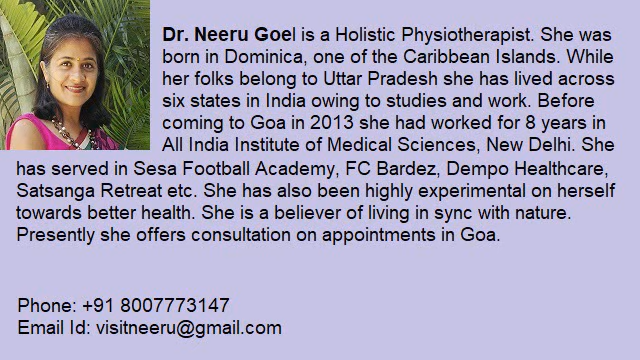 Dr. Neeru Goel is a Holistic Physiotherapist. She was
born in Dominica, one of the Caribbean Islands. While
her folks belong to Uttar Pradesh she has lived across
six states in India owing to studies and work. Before
coming to Goa in 2013 she had worked for 8 years in
All India Institute of Medical Sciences, New Delhi. She
has served in Sesa Football Academy, FC Bardez, Dempo Healthcare,
Satsanga Retreat etc. She has also been highly experimental on herself
towards better health. She is a believer of living in sync with nature.
Presently she offers consultation on appointments in Goa.
Phone: +91 8007773147
Email Id: visitneeru@gmail.com